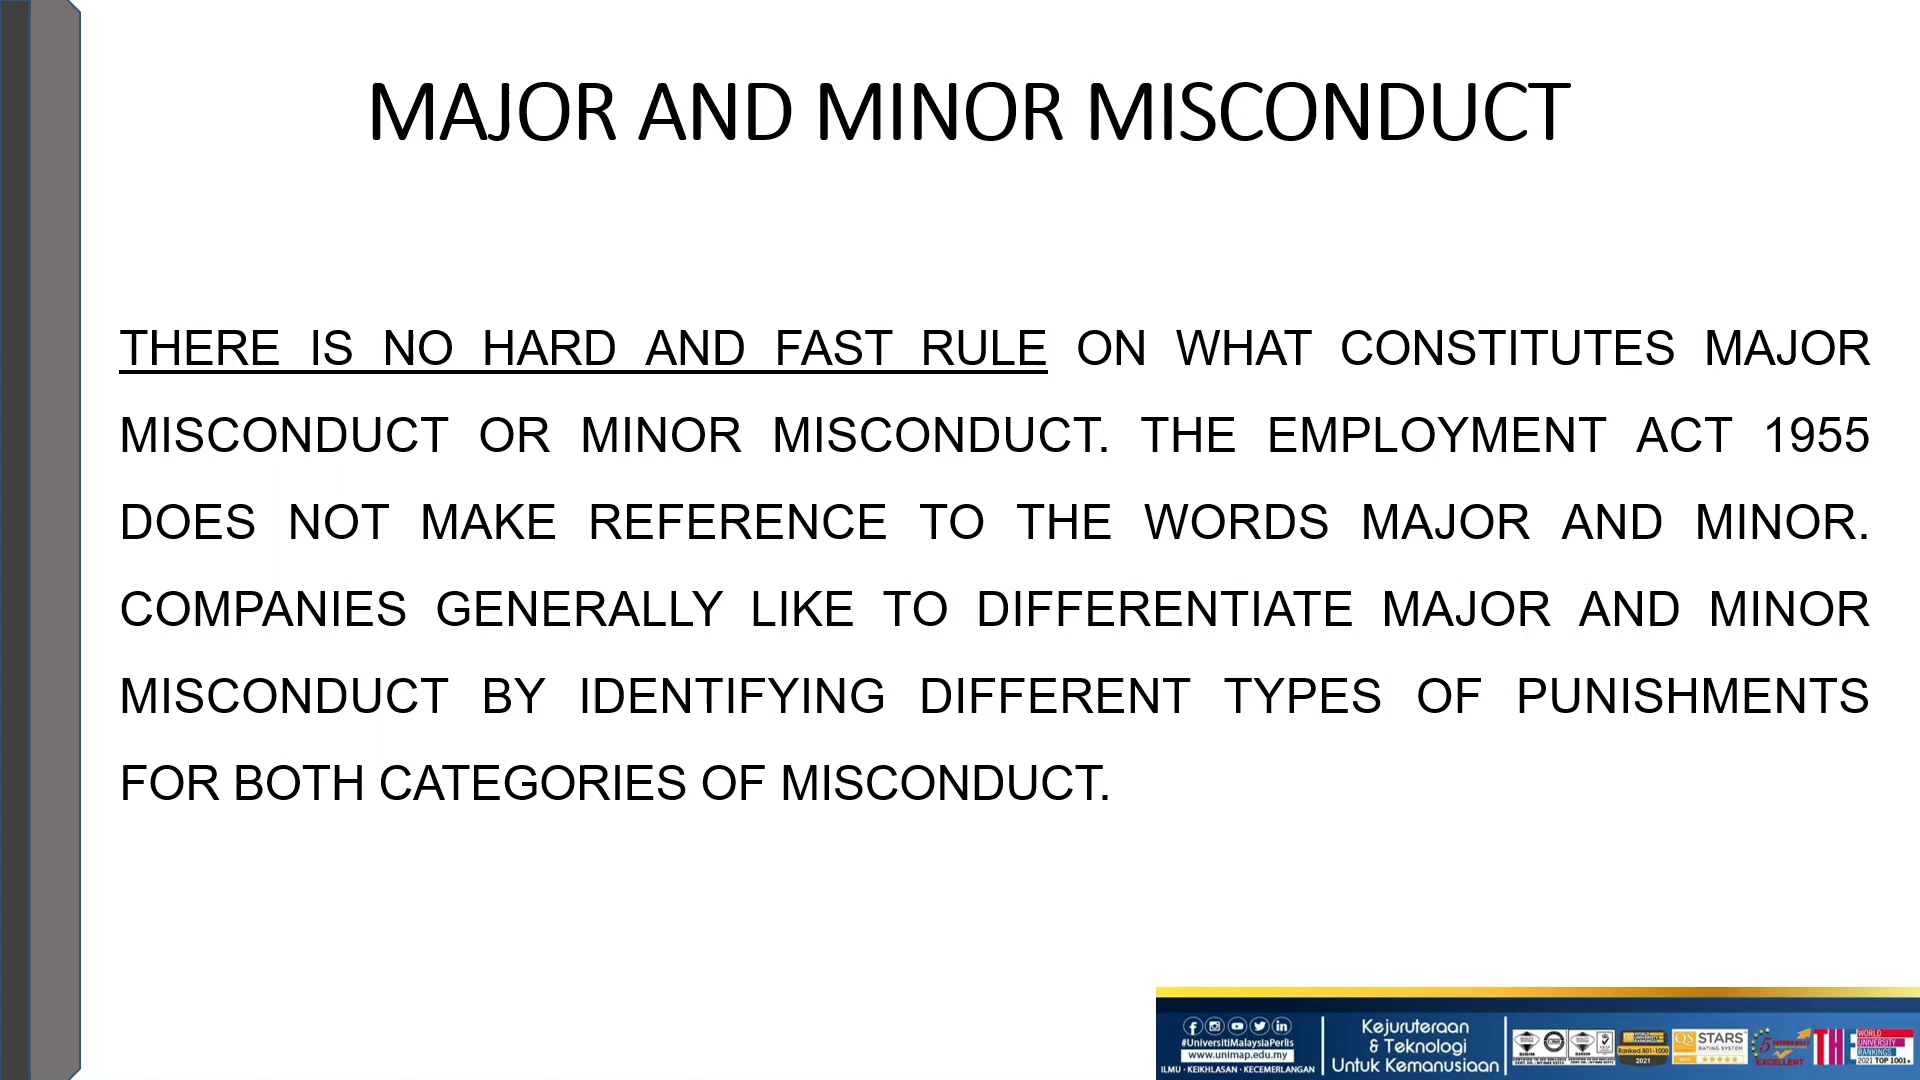 MAJOR AND MINOR MISCONDUCT
THERE IS NO HARD AND FAST RULE ON WHAT CONSTITUTES MAJOR
MISCONDUCT OR MINOR MISCONDUCT. THE EMPLOYMENT ACT 1955
DOES NOT MAKE REFERENCE TO THE WORDS MAJOR AND MINOR.
COMPANIES GENERALLY LIKE TO DIFFERENTIATE MAJOR AND MINOR
MISCONDUCT BY IDENTIFYING DIFFERENT TYPES OF PUNISHMENTS
FOR BOTH CATEGORIES OF MISCONDUCT.
#UniversitiMalaysiaPerlis
www.unimap.edu.my
ILMU · KEIKHLASAN · KECEMERLANGAN
Kejuruteraan
& Teknologi
Untuk Kemanusiaan
Ranked 801-1000
2021
QS STARS
RATING SYSTEM
5
EXCELLENT
THE
WORLD
UNIVERSITY
RANKINGS
2021 TOP 1001+